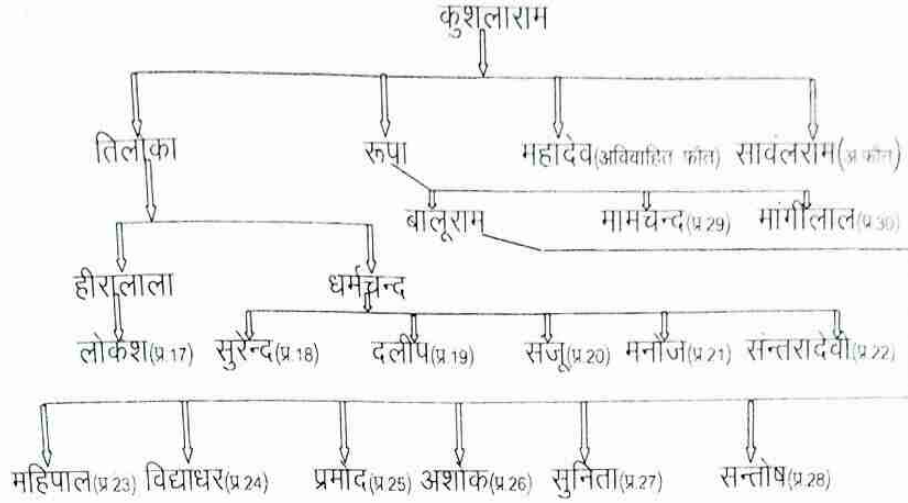 कुशलाराम
तिलोका रूपा महादेव(अविवाहित फौत) सावंलराम(अ फौत)
बालूराम मामचन्द(प्र.29) मांगीलाल(प्र.30)
हीरालाला धर्मचन्द
लोकेश(प्र.17) सुरेन्द(प्र.18) दलीप(प्र.19) सजू(प्र.20) मनोज(प्र.21) संन्तरादेवी(प्र.22)
महिपाल(प्र.23) विद्याधर(प्र.24) प्रमोद(प्र.25) अशोक(प्र.26) सुनिता(प्र.27) सन्तोष(प्र.28)